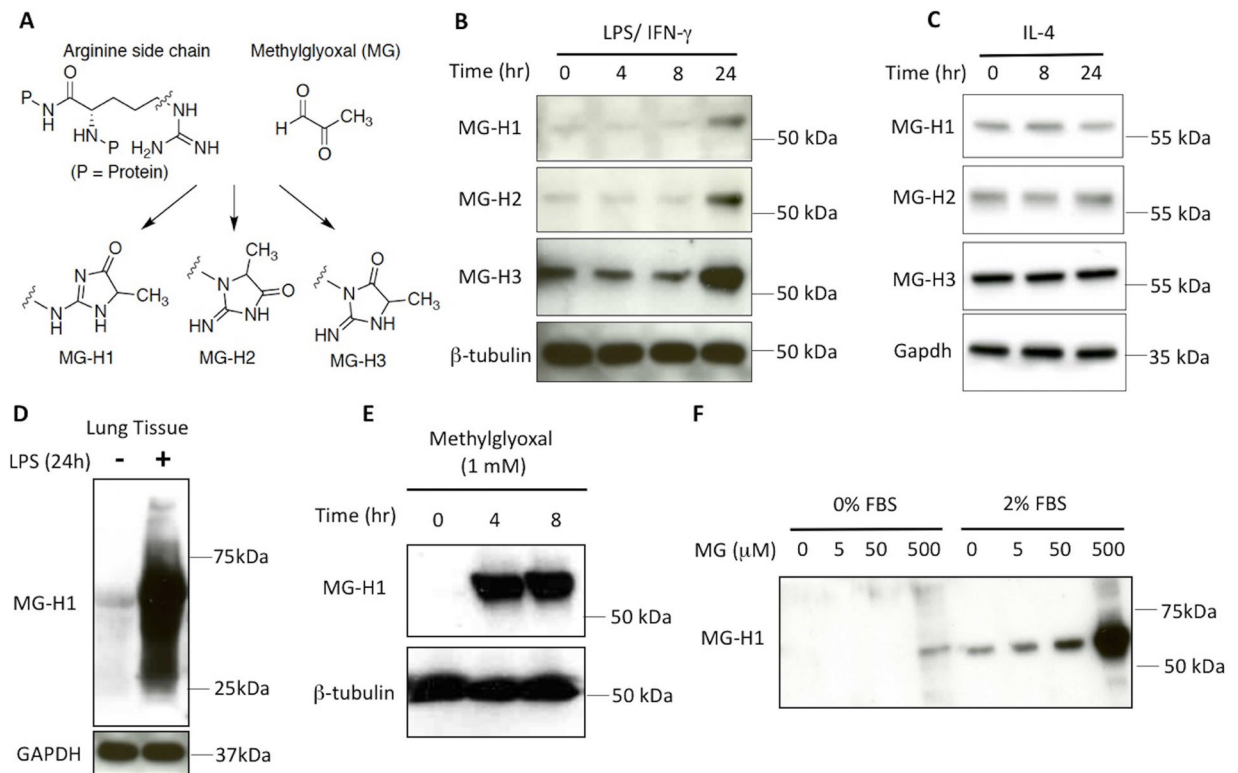 A
Arginine side chain
Methylglyoxal (MG)
O
P
N
H
HN
P
NH
H2N
NH
(P = Protein)
O
H
CH3
O
O
N
CH3
N
H
N
H
MG-H1
CH3
N
O
HN
NH
MG-H2
O
N
CH3
HN
NH
MG-H3
B
LPS/ IFN-γ
Time (hr) 0 4 8 24
MG-H1
50 kDa
MG-H2
50 kDa
MG-H3
50 kDa
β-tubulin
50 kDa
C
IL-4
Time (hr) 0 8 24
MG-H1
55 kDa
MG-H2
55 kDa
MG-H3
55 kDa
Gapdh
35 kDa
D
Lung Tissue
LPS (24h) - +
75kDa
MG-H1
25kDa
GAPDH
37kDa
E
Methylglyoxal
(1 mM)
Time (hr) 0 4 8
MG-H1
50 kDa
β-tubulin
50 kDa
F
0% FBS 2% FBS
MG (μM) 0 5 50 500 0 5 50 500
75kDa
MG-H1
50 kDa